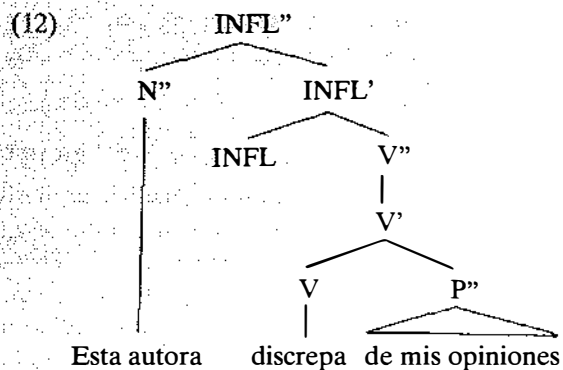 (12) INFL”
N” INFL’
INFL V”
V’
V P”
Esta autora discrepa de mis opiniones